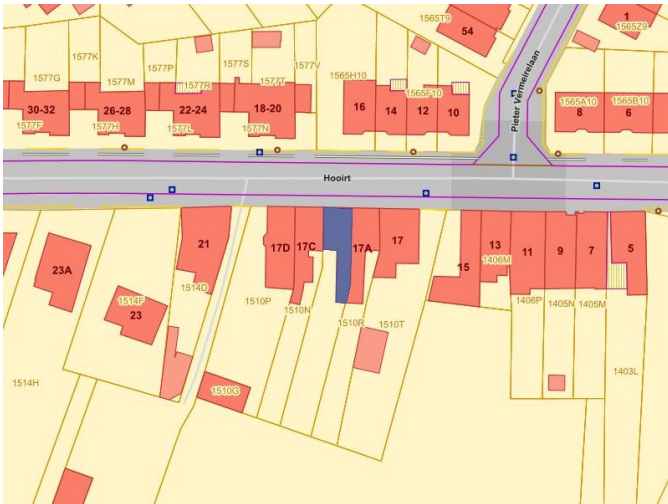 1565T9
54
1
1565Z9
1577K
1577P
1577S
1577V
1577G
1577M
1577R
1577T
1565H10
1565F10
1565A10
1565B10
30-32
26-28
22-24
18-20
16
14
12
10
8
6
1577F
1577H
1577L
1577N
Pieter Vermeirelaan
Hooirt
21
17D
17C
17A
17
15
13
11
9
7
5
23A
1406M
1514D
1514F
23
1510P
1510N
1510R
1510T
1406P
1405N
1405M
1514H
1510G
1403L